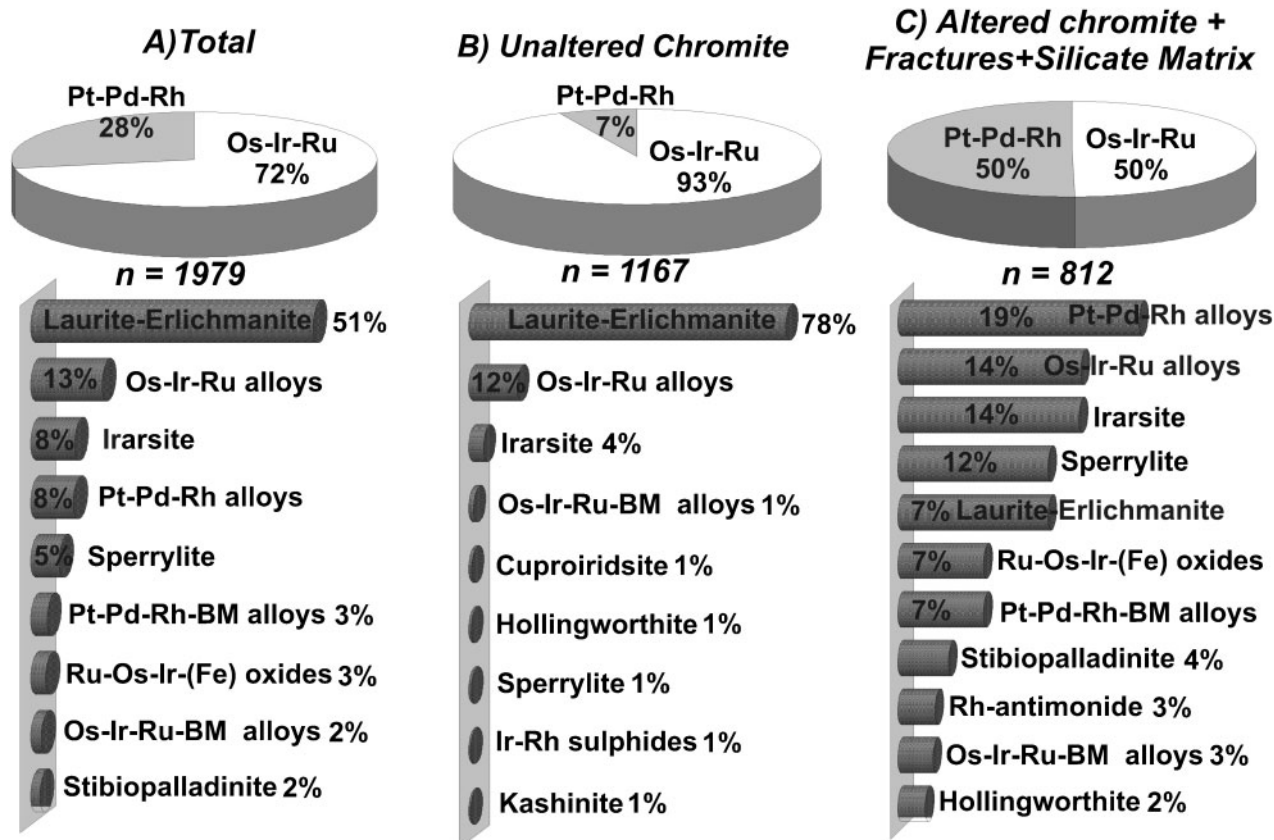 A)Total
Pt-Pd-Rh
28%
Os-Ir-Ru
72%
n = 1979
Laurite-Erlichmanite 51%
13% Os-Ir-Ru alloys
8% Irarsite
8% Pt-Pd-Rh alloys
5% Sperrylite
Pt-Pd-Rh-BM alloys 3%
Ru-Os-Ir-(Fe) oxides 3%
Os-Ir-Ru-BM alloys 2%
Stibiopalladinite 2%
B) Unaltered Chromite
Pt-Pd-Rh
7%
Os-Ir-Ru
93%
n = 1167
Laurite-Erlichmanite 78%
12% Os-Ir-Ru alloys
Irarsite 4%
Os-Ir-Ru-BM alloys 1%
Cuproiridsite 1%
Hollingworthite 1%
Sperrylite 1%
Ir-Rh sulphides 1%
Kashinite 1%
C) Altered chromite +
Fractures+Silicate Matrix
Pt-Pd-Rh
50%
Os-Ir-Ru
50%
n = 812
19% Pt-Pd-Rh alloys
14% Os-Ir-Ru alloys
14% Irarsite
12% Sperrylite
7% Laurite-Erlichmanite
7% Ru-Os-Ir-(Fe) oxides
7% Pt-Pd-Rh-BM alloys
Stibiopalladinite 4%
Rh-antimonide 3%
Os-Ir-Ru-BM alloys 3%
Hollingworthite 2%